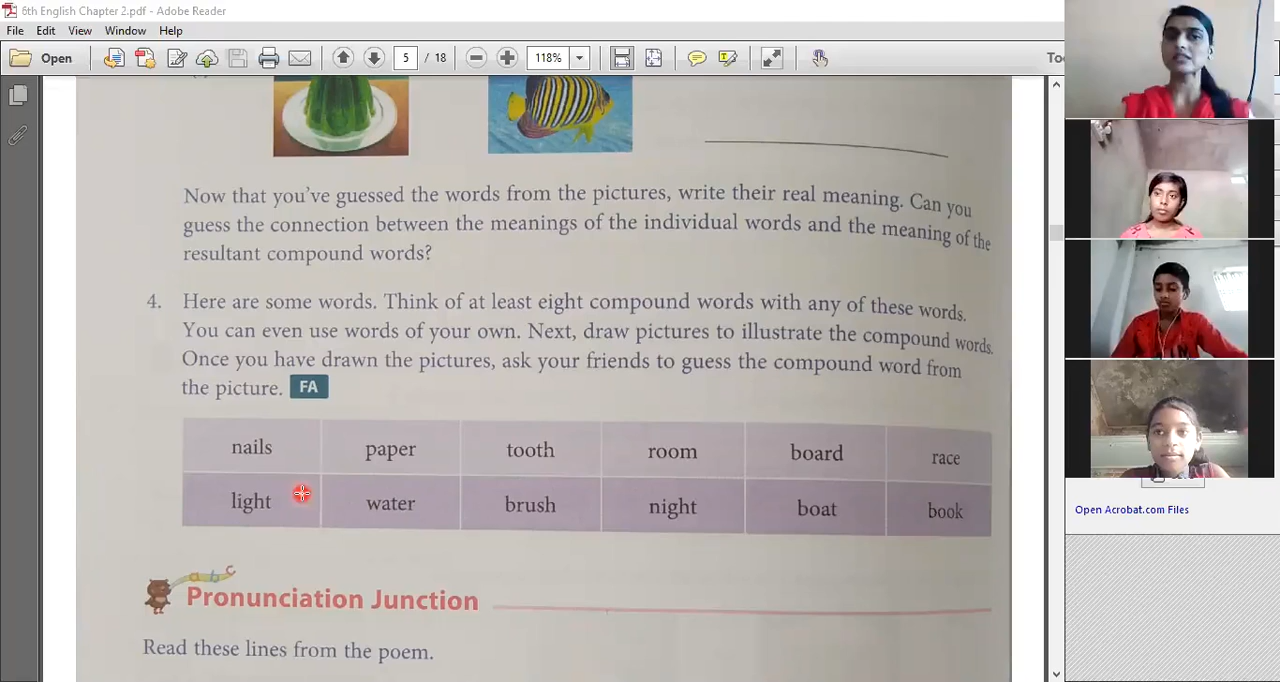 6th English Chapter 2.pdf - Adobe Reader
File Edit View Window Help
Open 5 / 18 118%
Now that you've guessed the words from the pictures, write their real meaning. Can you
guess the connection between the meanings of the individual words and the meaning of the
resultant compound words?
4. Here are some words. Think of at least eight compound words with any of these words.
You can even use words of your own. Next, draw pictures to illustrate the compound words.
Once you have drawn the pictures, ask your friends to guess the compound word from
the picture. FA
nails paper tooth room board race
light water brush night boat book
a b c
Pronunciation Junction
Read these lines from the poem.
Open Acrobat.com Files